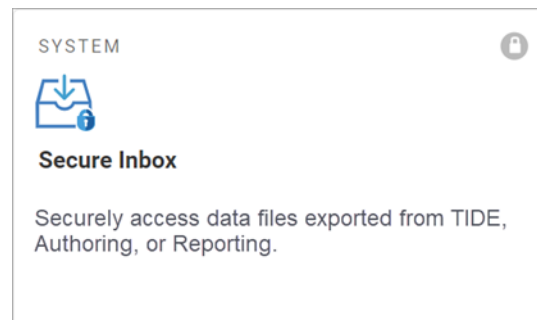 SYSTEM
Secure Inbox
Securely access data files exported from TIDE,
Authoring, or Reporting.